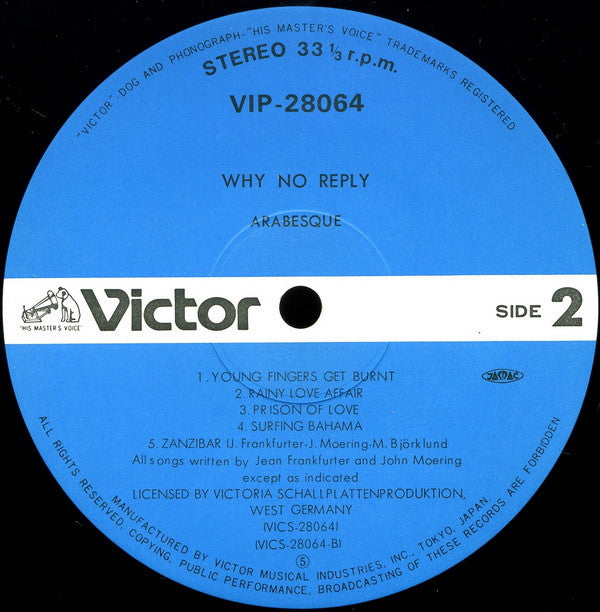 "VICTOR"-DOG AND PHONOGRAPH-"HIS MASTER'S VOICE" TRADEMARKS REGISTERED
STEREO 33 1/3 r.p.m.
VIP-28064
WHY NO REPLY
ARABESQUE
"HIS MASTER'S VOICE"
Victor
SIDE 2
1. YOUNG FINGERS GET BURNT
2. RAINY LOVE AFFAIR
3. PRISON OF LOVE
4. SURFING BAHAMA
5. ZANZIBAR (J. Frankfurter-J. Moering-M. Björklund
All songs written by Jean Frankfurter and John Moering
except as indicated
LICENSED BY VICTORIA SCHALLPLATTENPRODUKTION,
WEST GERMANY
(VICS-28064)
(VICS-28064-B)
5
JASRAC
MANUFACTURED BY VICTOR MUSICAL INDUSTRIES, INC., TOKYO, JAPAN.
ALL RIGHTS RESERVED. COPYING, PUBLIC PERFORMANCE, BROADCASTING OF THESE RECORDS ARE FORBIDDEN